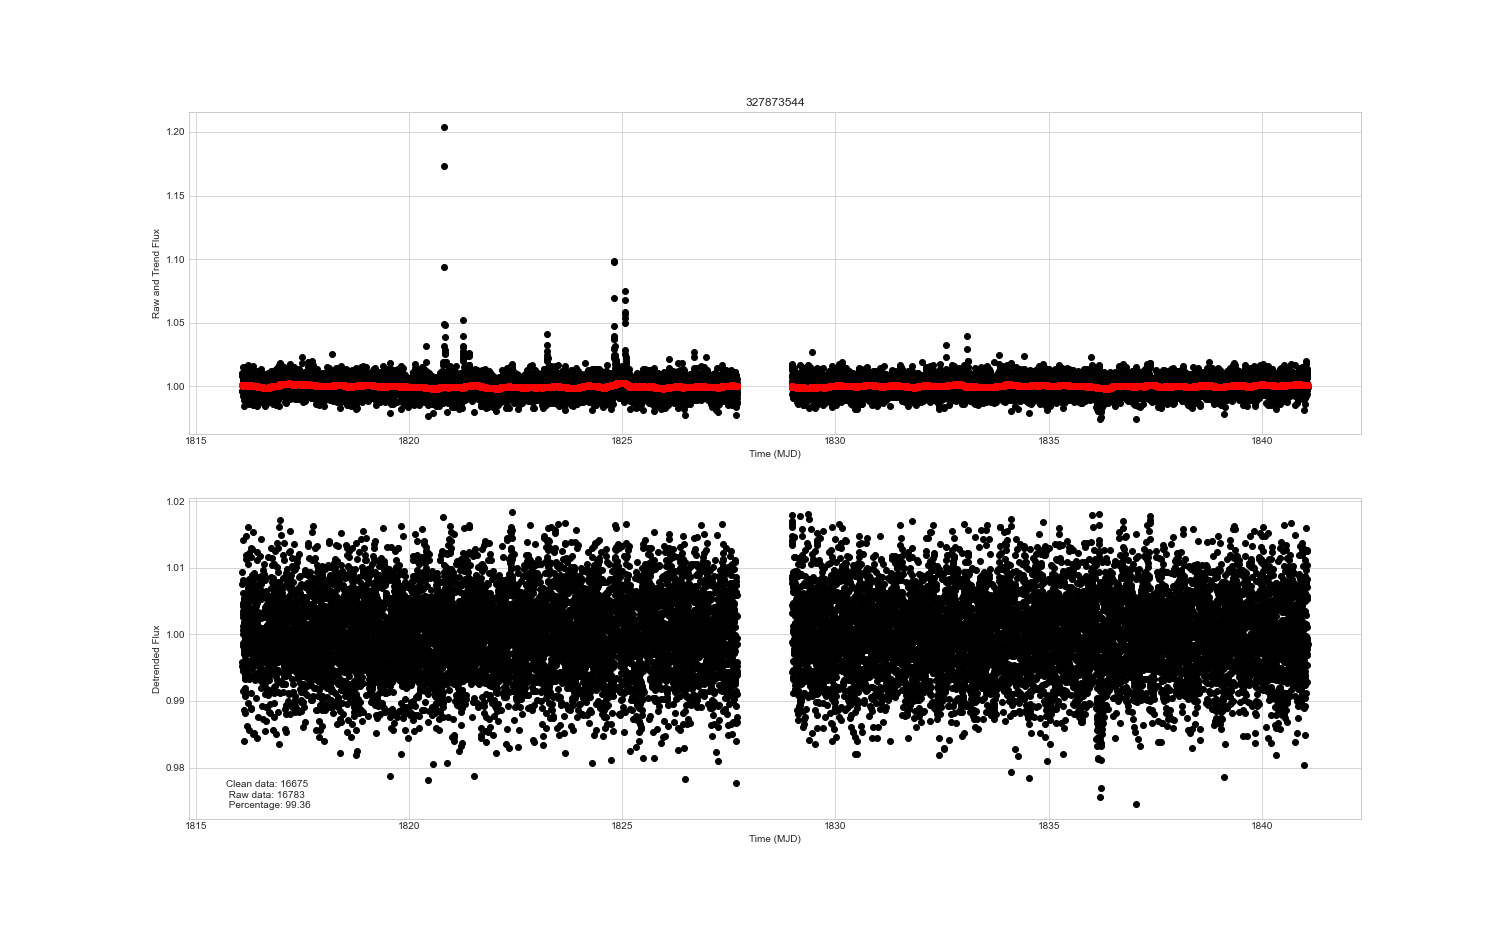 327873544
1.20
1.15
1.10
1.05
1.00
Raw and Trend Flux
1815 1820 1825 1830 1835 1840
Time (MJD)
1.02
1.01
1.00
0.99
0.98
Detrended Flux
Clean data: 16675
Raw data: 16783
Percentage: 99.36
1815 1820 1825 1830 1835 1840
Time (MJD)